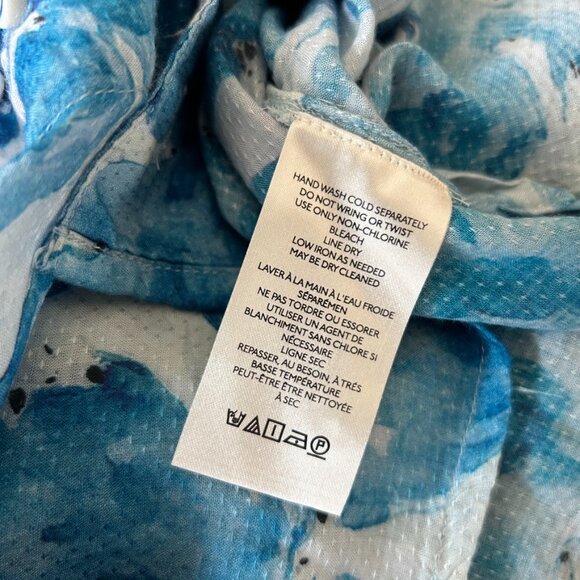 HAND WASH COLD SEPARATELY
DO NOT WRING OR TWIST
USE ONLY NON-CHLORINE
BLEACH
LINE DRY
LOW IRON AS NEEDED
MAY BE DRY CLEANED
LAVER À LA MAIN À L'EAU FROIDE
SÉPARÉMEN
NE PAS TORDRE OU ESSORER
UTILISER UN AGENT DE
BLANCHIMENT SANS CHLORE SI
NÉCESSAIRE
LIGNE SEC
REPASSER, AU BESOIN, À TRÉS
BASSE TEMPÉRATURE
PEUT-ÊTRE ÊTRE NETTOYÉE
À SEC
P